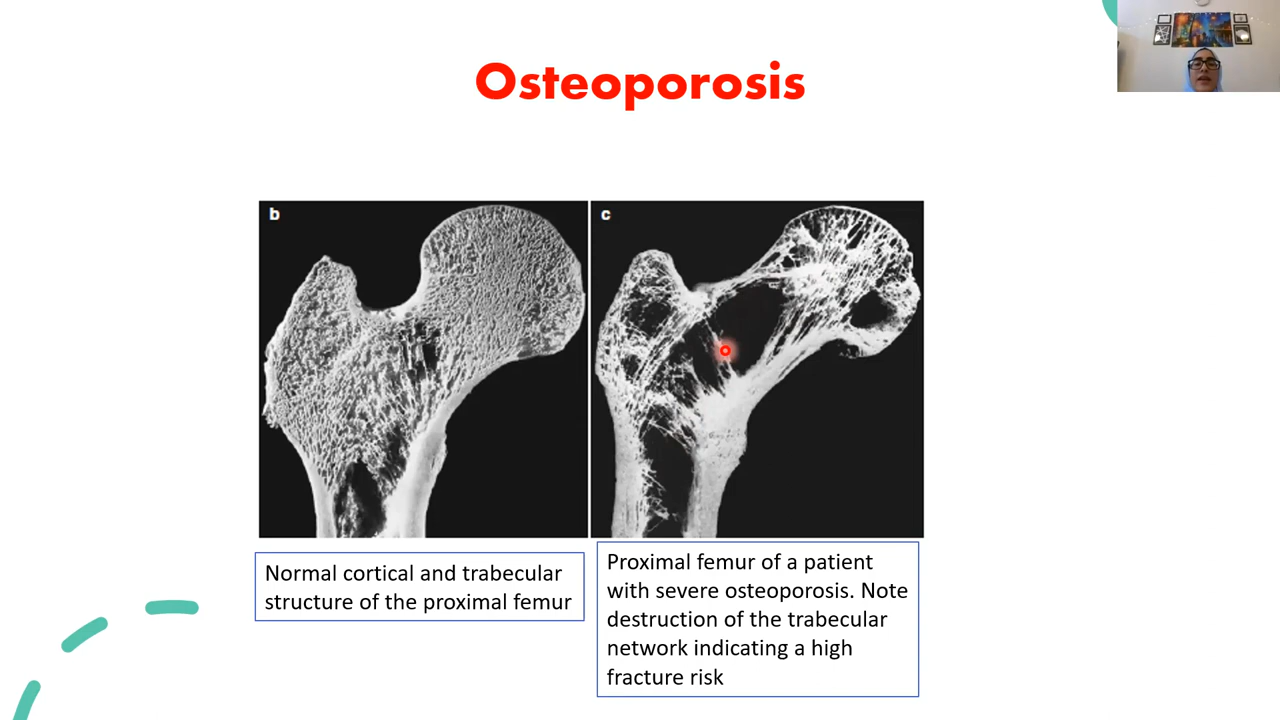 Osteoporosis
b
c
Normal cortical and trabecular
structure of the proximal femur
Proximal femur of a patient
with severe osteoporosis. Note
destruction of the trabecular
network indicating a high
fracture risk